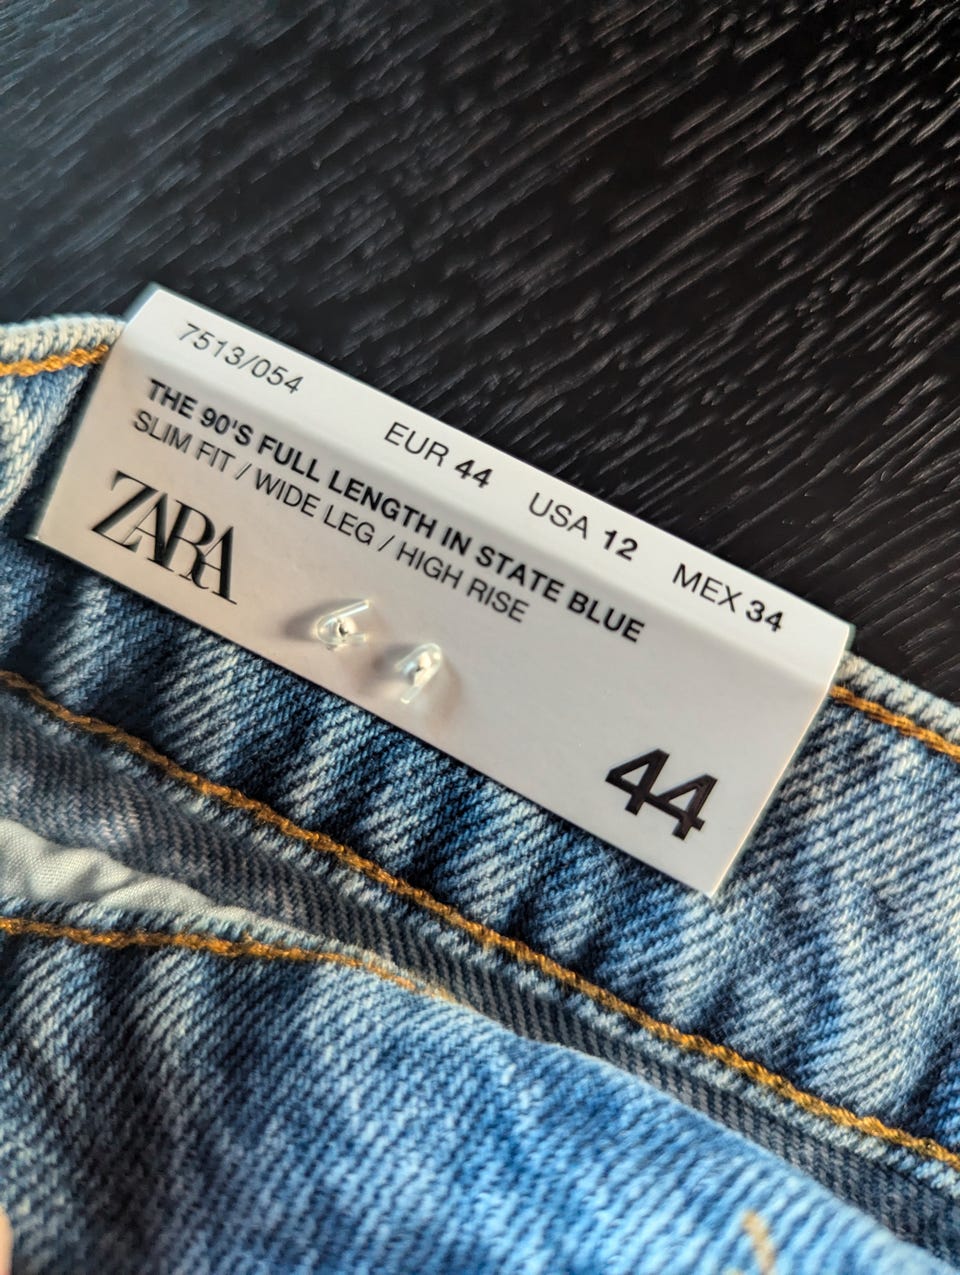 7513/054
EUR 44 USA 12 MEX 34
THE 90'S FULL LENGTH IN STATE BLUE
SLIM FIT / WIDE LEG / HIGH RISE
ZARA
44